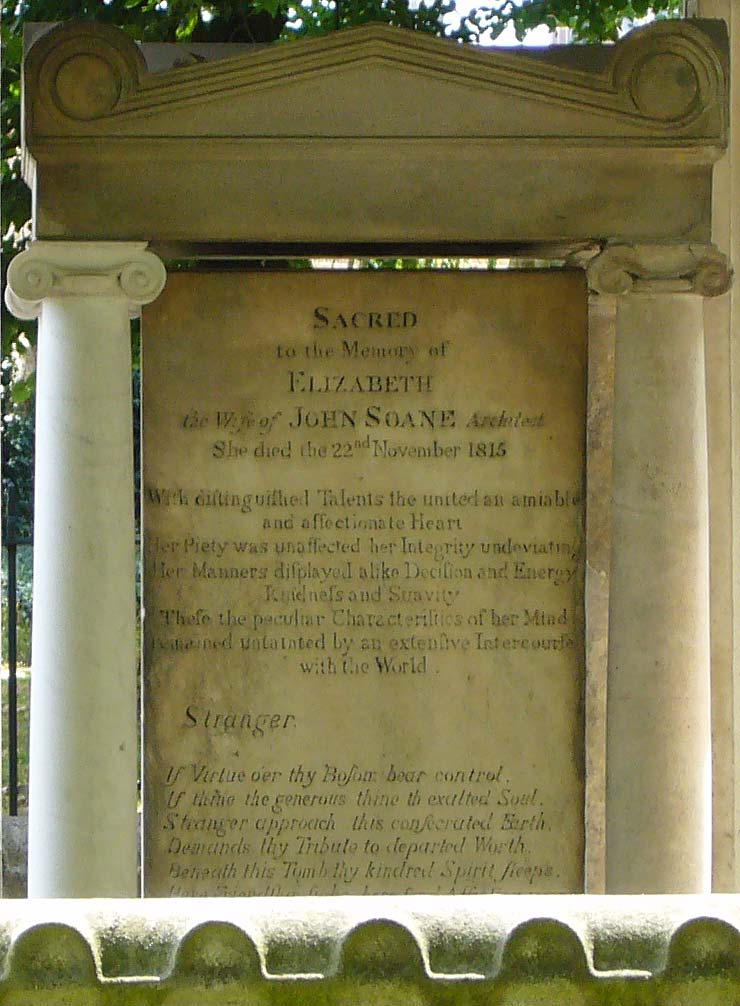 SACRED
to the Memory of
ELIZABETH
the Wife of JOHN SOANE Architect
She died the 22nd November 1815
With diſtinguiſhed Talents ſhe united an amiable
and affectionate Heart
Her Piety was unaffected her Integrity undeviating
Her Manners diſplayed alike Deciſion and Energy
Kindneſs and Suavity
Theſe the peculiar Characteriſtics of her Mind
remained untainted by an extenſive Intercourſe
with the World.
Stranger,
If Virtue o'er thy Boſom bear control,
If thine the generous thine th' exalted Soul,
Stranger approach this conſecrated Earth,
Demands thy Tribute to departed Worth.
Beneath this Tomb thy kindred Spirit ſleeps.
Here Friendſhip